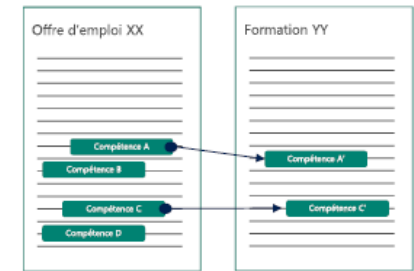 Offre d'emploi XX
Compétence A
Compétence B
Compétence C
Compétence D
Formation YY
Compétence A'
Compétence C'